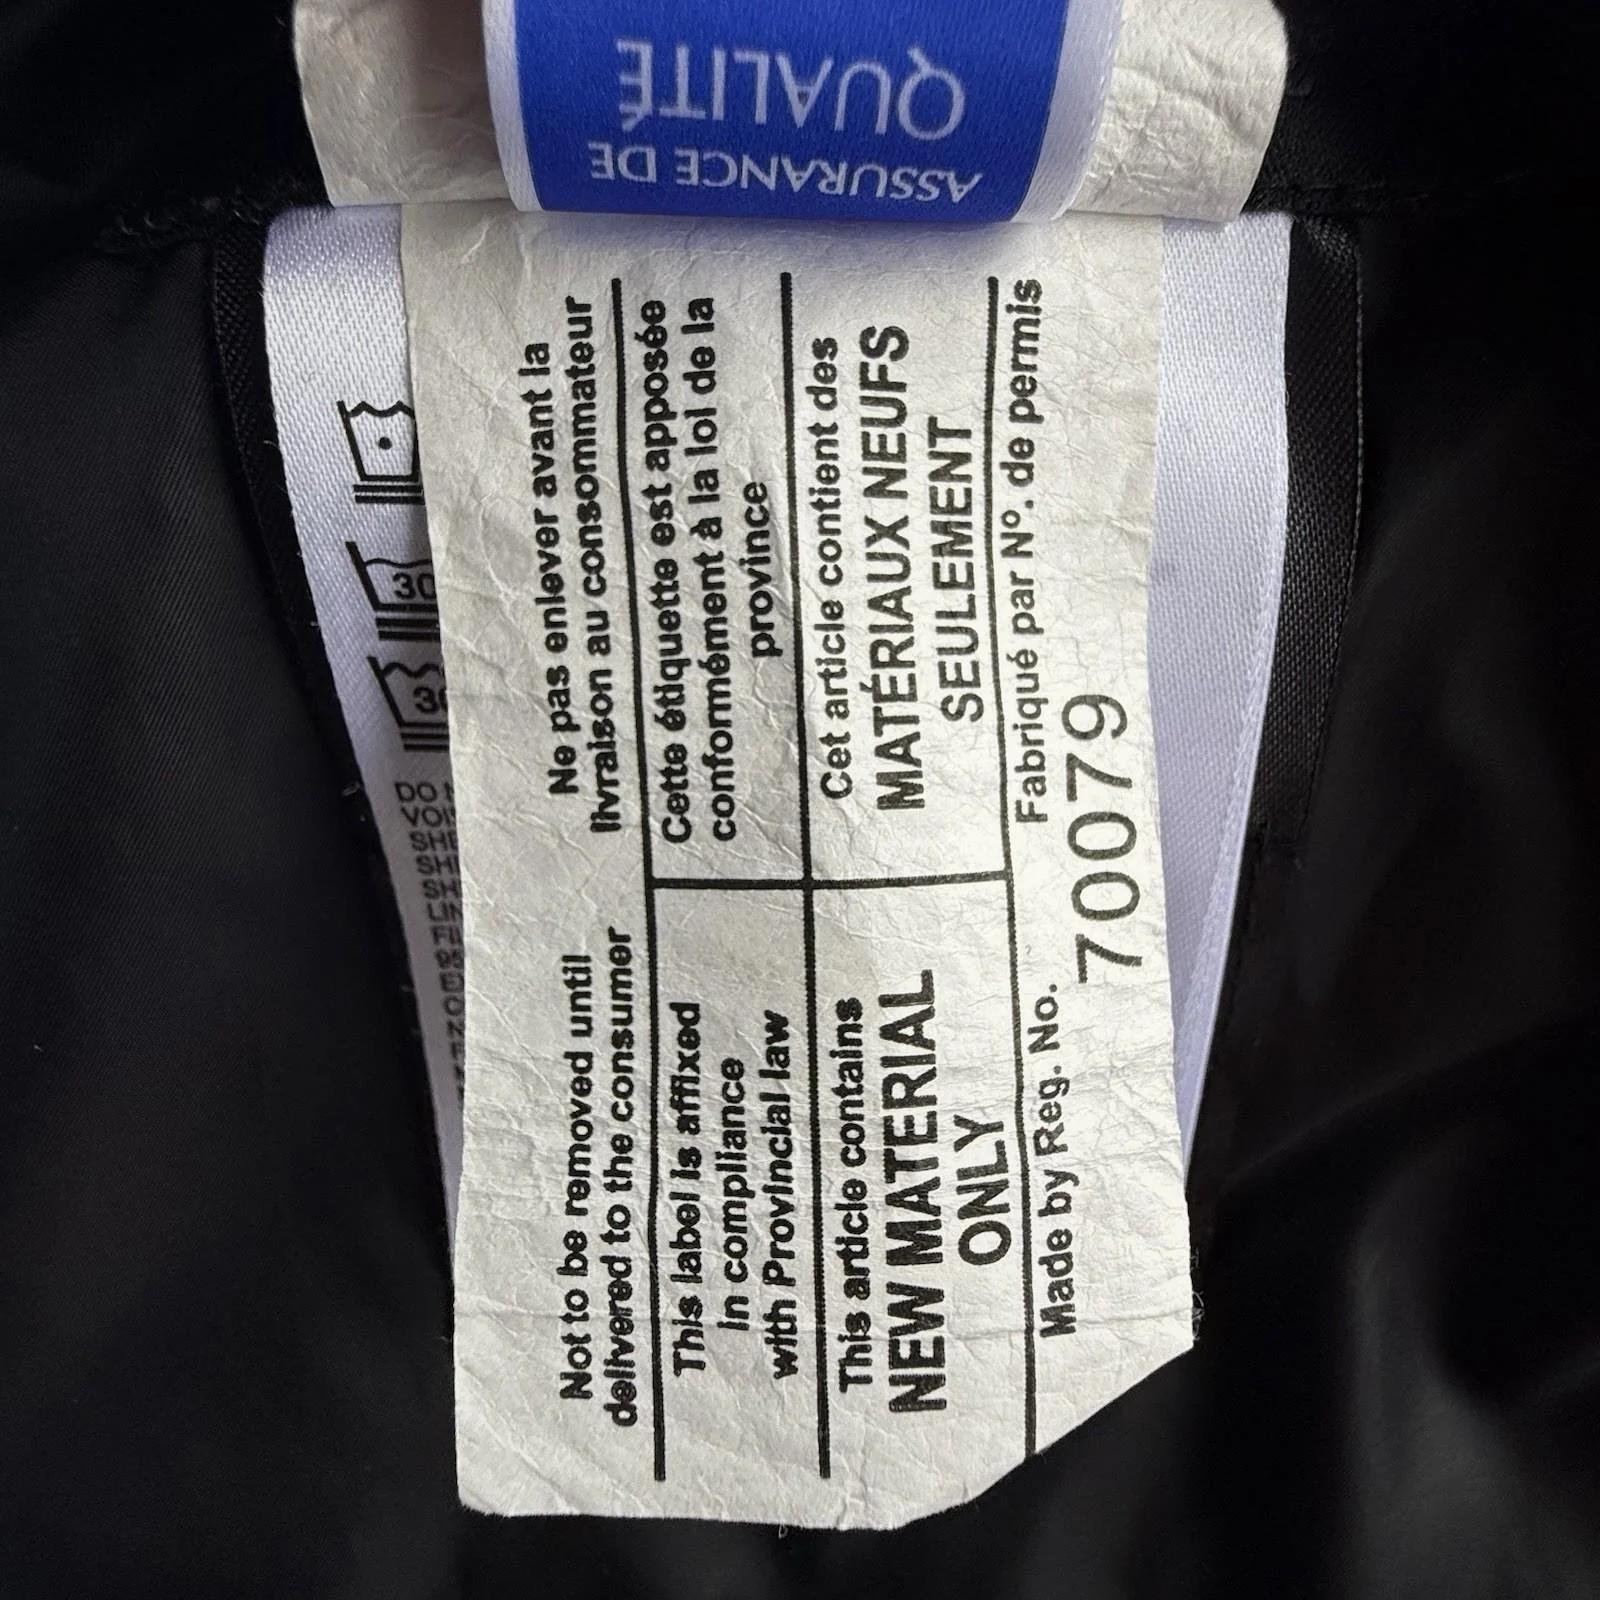 ASSURANCE DE
QUALITÉ
Not to be removed until
delivered to the consumer
Ne pas enlever avant la
livraison au consommateur
This label is affixed
in compliance
with Provincial law
Cette étiquette est apposée
conformément à la loi de la
province
This article contains
NEW MATERIAL
ONLY
Cet article contient des
MATÉRIAUX NEUFS
SEULEMENT
Made by Reg. No.
Fabriqué par Nº. de permis
70079
30
DO